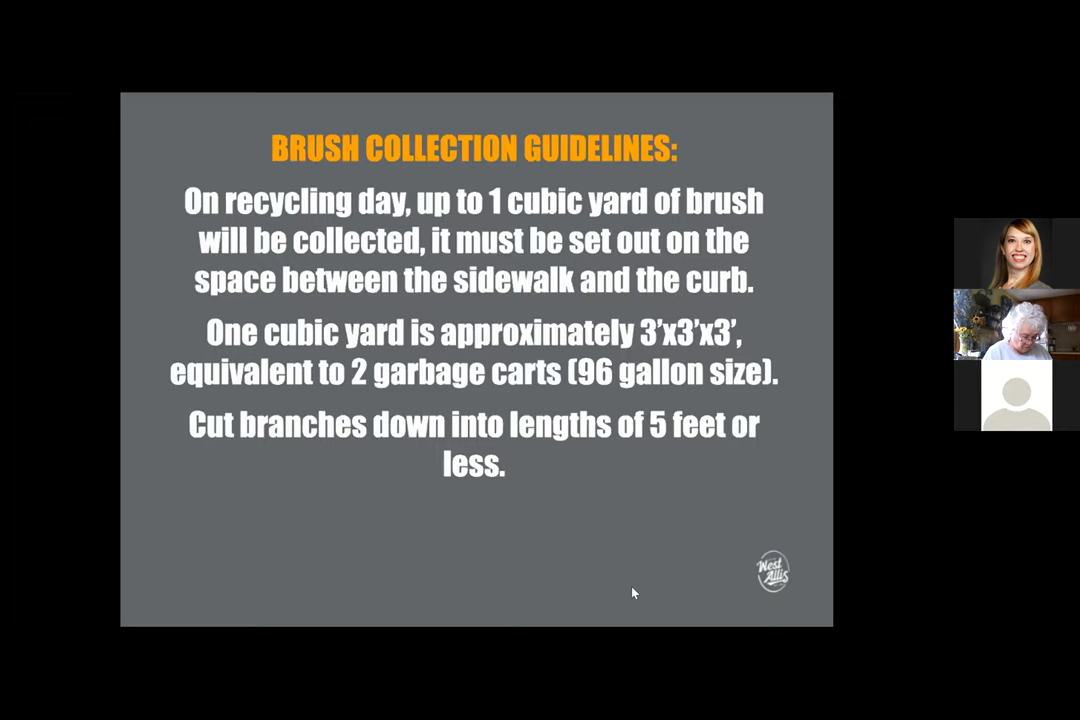 BRUSH COLLECTION GUIDELINES:
On recycling day, up to 1 cubic yard of brush
will be collected, it must be set out on the
space between the sidewalk and the curb.
One cubic yard is approximately 3'x3'x3',
equivalent to 2 garbage carts (96 gallon size).
Cut branches down into lengths of 5 feet or
less.
West
Allis